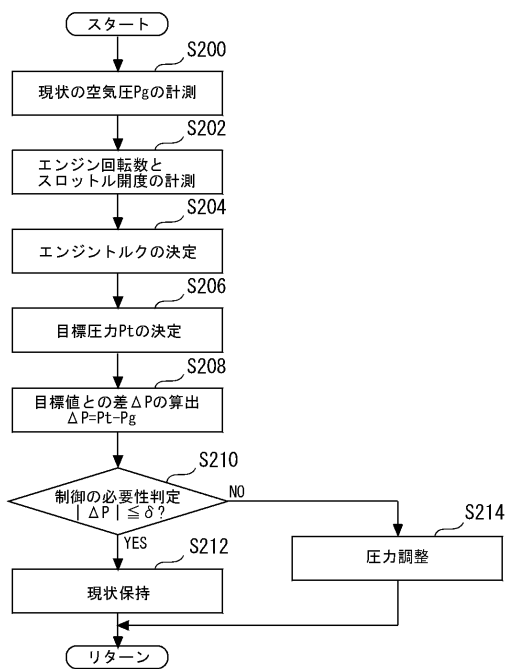 スタート
S200
現状の空気圧Pgの計測
S202
エンジン回転数と
スロットル開度の計測
S204
エンジントルクの決定
S206
目標圧力Ptの決定
S208
目標値との差ΔPの算出
ΔP=Pt-Pg
S210
制御の必要性判定
|ΔP|≦δ?
NO
YES
S212
現状保持
S214
圧力調整
リターン